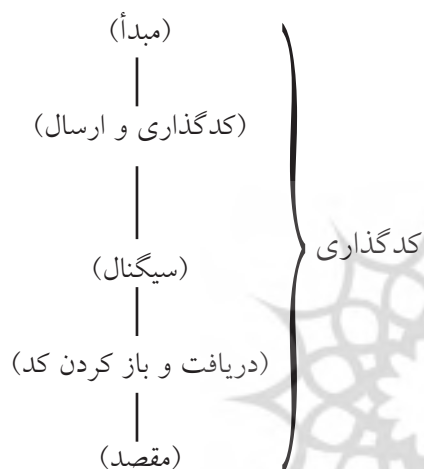 (مبدأ)
(کدگذاری و ارسال)
کدگذاری
(سیگنال)
(دریافت و باز کردن کد)
(مقصد)